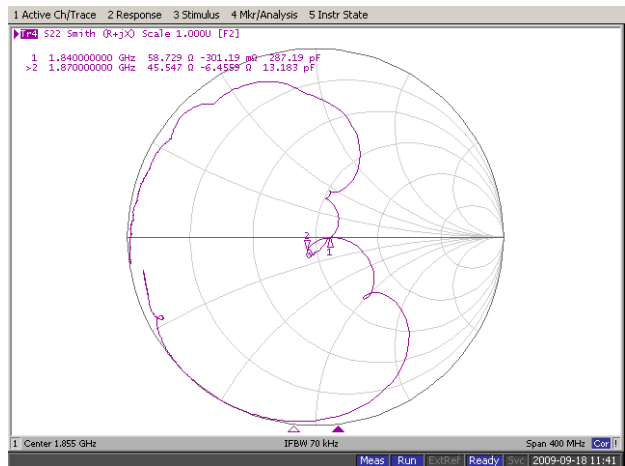 1 Active Ch/Trace 2 Response 3 Stimulus 4 Mkr/Analysis 5 Instr State
Tr4 S22 Smith (R+jX) Scale 1.000U [F2]
1 1.840000000 GHz 58.729 Ω -301.19 mΩ 287.19 pF
>2 1.870000000 GHz 45.547 Ω -6.4559 Ω 13.183 pF
2
1
1 Center 1.855 GHz IFBW 70 kHz Span 400 MHz Cor !
Meas Run ExtRef Ready Svc 2009-09-18 11:41